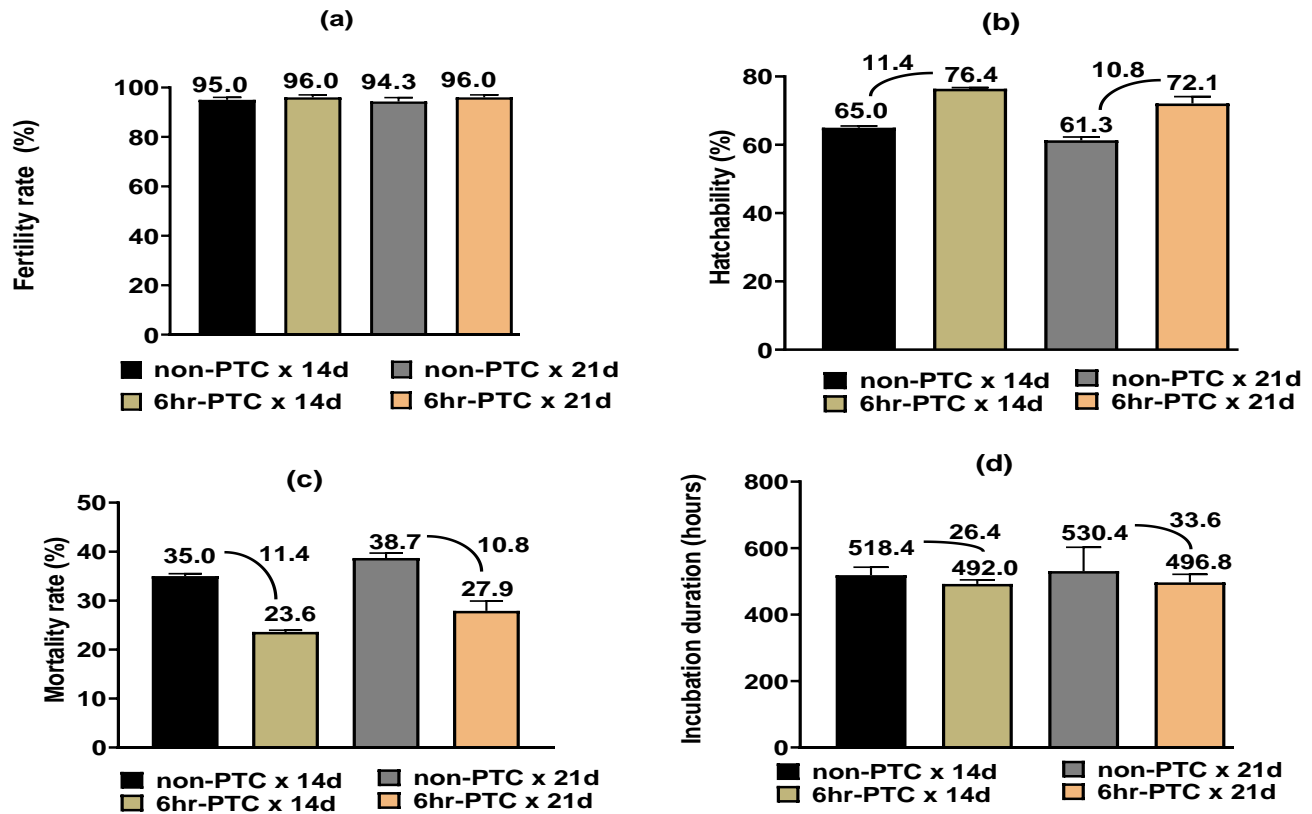 (a)
Fertility rate (%)
100
80
60
40
20
0
95.0 96.0 94.3 96.0
non-PTC x 14d non-PTC x 21d
6hr-PTC x 14d 6hr-PTC x 21d
(b)
Hatchability (%)
80
60
40
20
0
65.0 11.4 76.4 61.3 10.8 72.1
non-PTC x 14d non-PTC x 21d
6hr-PTC x 14d 6hr-PTC x 21d
(c)
Mortality rate (%)
50
40
30
20
10
0
35.0 11.4 23.6 38.7 10.8 27.9
non-PTC x 14d non-PTC x 21d
6hr-PTC x 14d 6hr-PTC x 21d
(d)
Incubation duration (hours)
800
600
400
200
0
518.4 26.4 492.0 530.4 33.6 496.8
non-PTC x 14d non-PTC x 21d
6hr-PTC x 14d 6hr-PTC x 21d